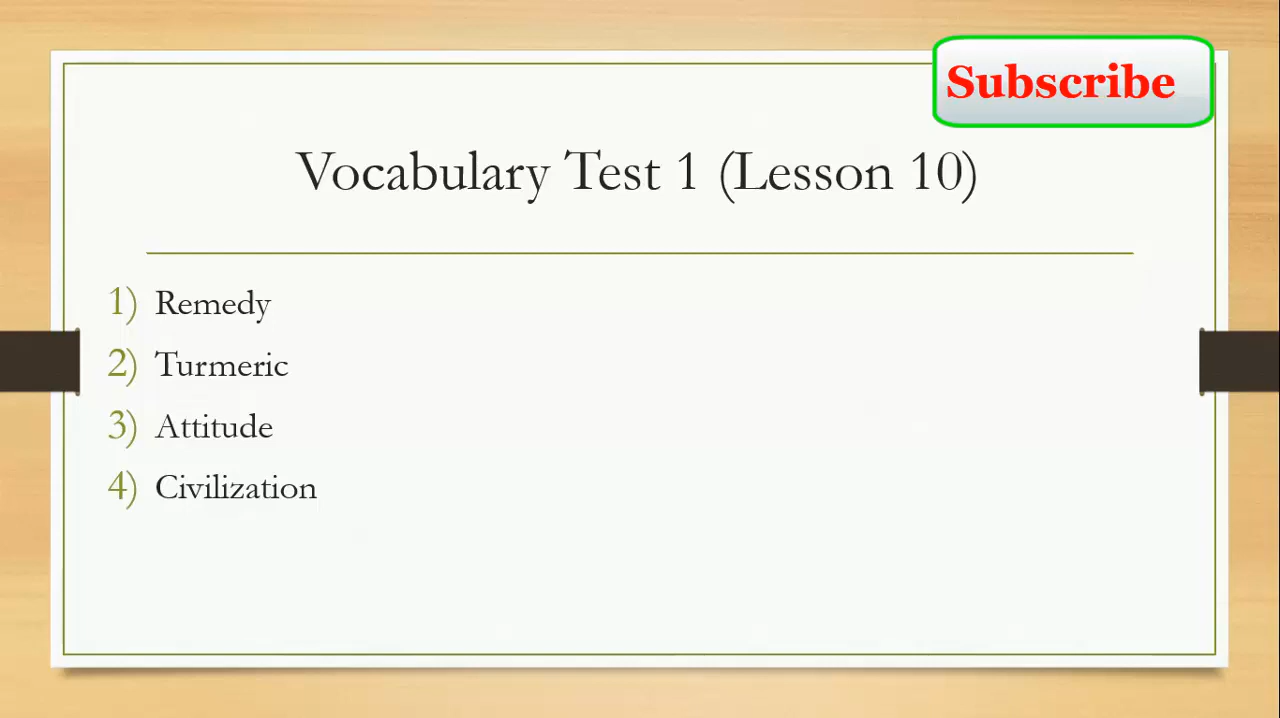 Subscribe
Vocabulary Test 1 (Lesson 10)
1) Remedy
2) Turmeric
3) Attitude
4) Civilization